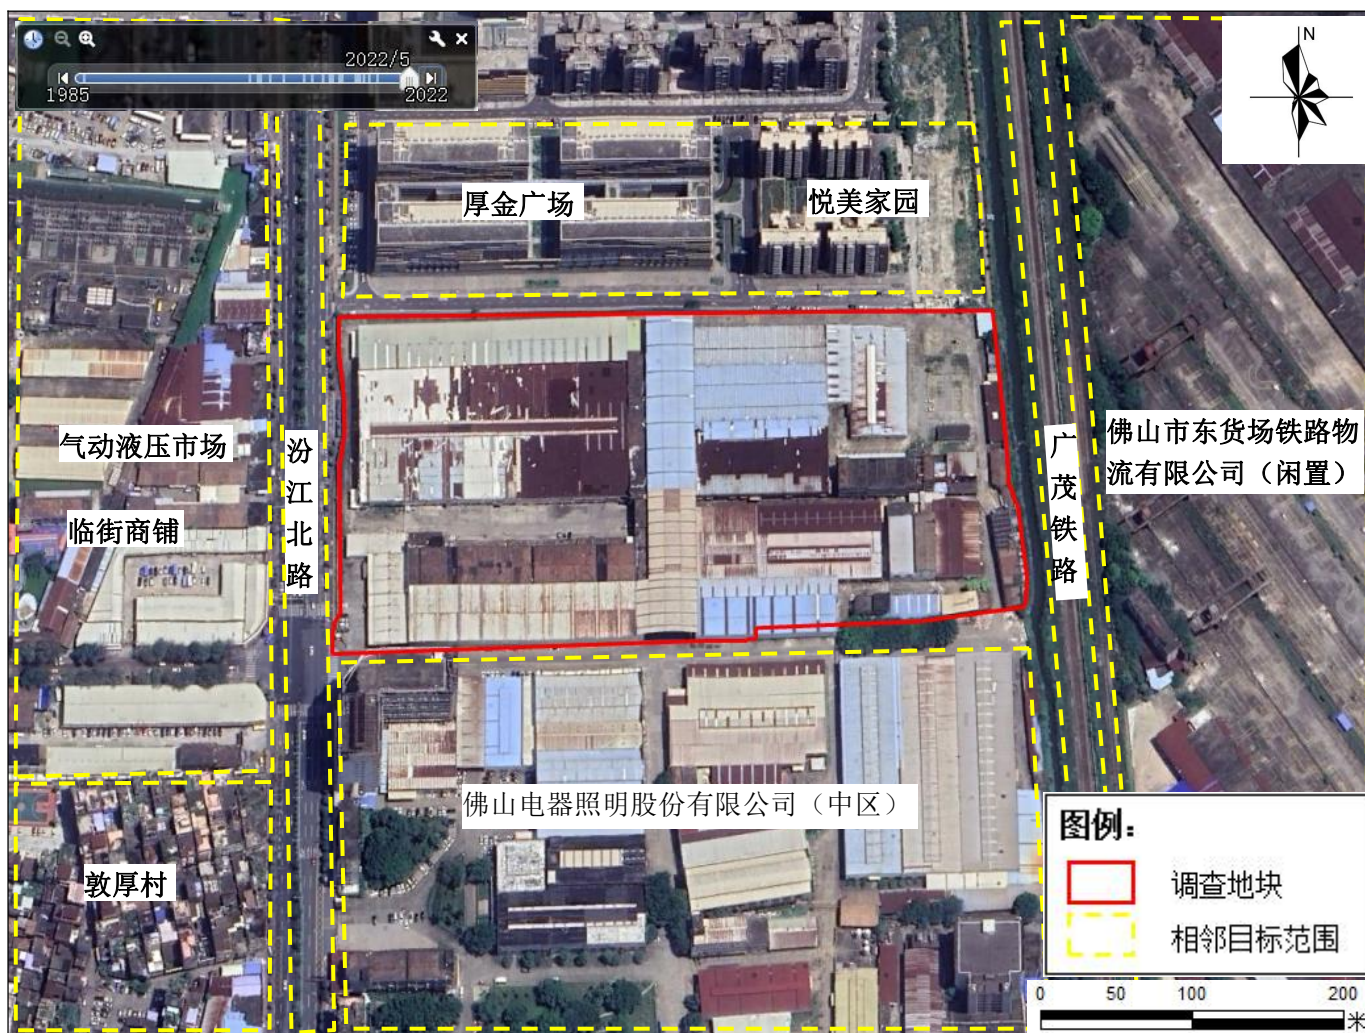 2022/5
1985
2022
N
厚金广场
悦美家园
气动液压市场
临街商铺
汾江北路
广茂铁路
佛山市东货场铁路物
流有限公司（闲置）
佛山电器照明股份有限公司（中区）
敦厚村
图例：
调查地块
相邻目标范围
0 50 100 200
米